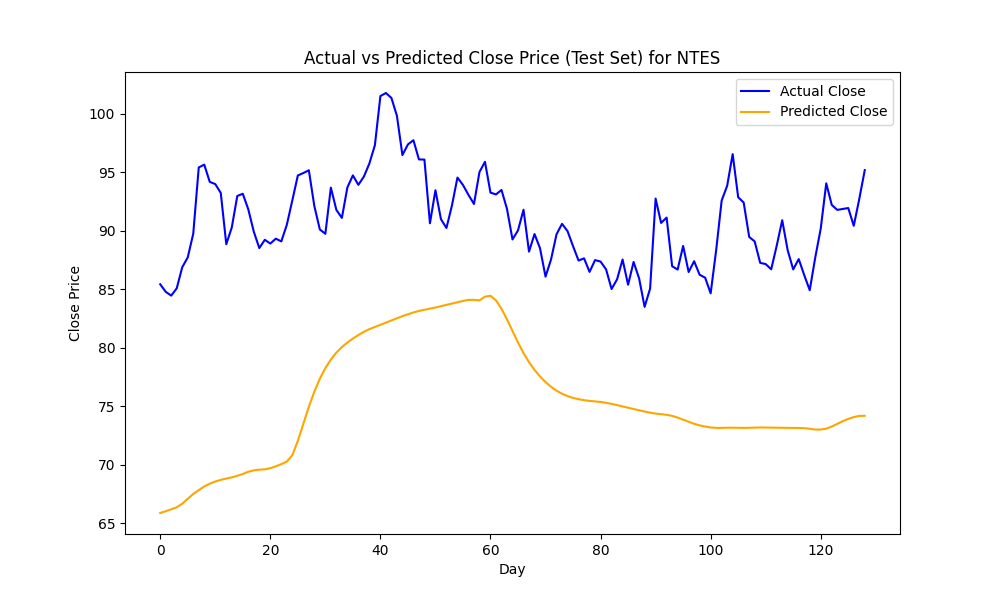 Actual vs Predicted Close Price (Test Set) for NTES
Actual Close
Predicted Close
Close Price
100
95
90
85
80
75
70
65
0 20 40 60 80 100 120
Day